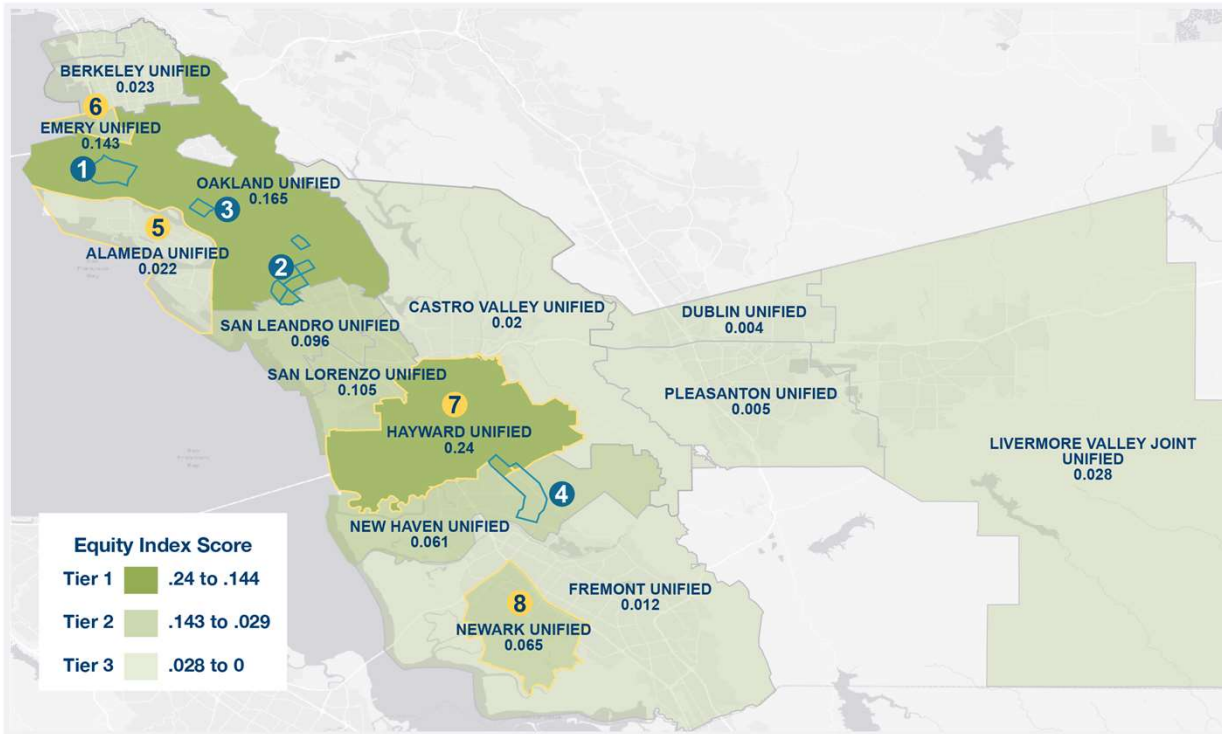 BERKELEY UNIFIED
0.023
6
EMERY UNIFIED
0.143
1
OAKLAND UNIFIED
0.165
3
5
ALAMEDA UNIFIED
0.022
2
CASTRO VALLEY UNIFIED
0.02
DUBLIN UNIFIED
0.004
SAN LEANDRO UNIFIED
0.096
SAN LORENZO UNIFIED
0.105
PLEASANTON UNIFIED
0.005
7
HAYWARD UNIFIED
0.24
LIVERMORE VALLEY JOINT
UNIFIED
0.028
4
NEW HAVEN UNIFIED
0.061
FREMONT UNIFIED
0.012
8
NEWARK UNIFIED
0.065
Equity Index Score
Tier 1 .24 to .144
Tier 2 .143 to .029
Tier 3 .028 to 0